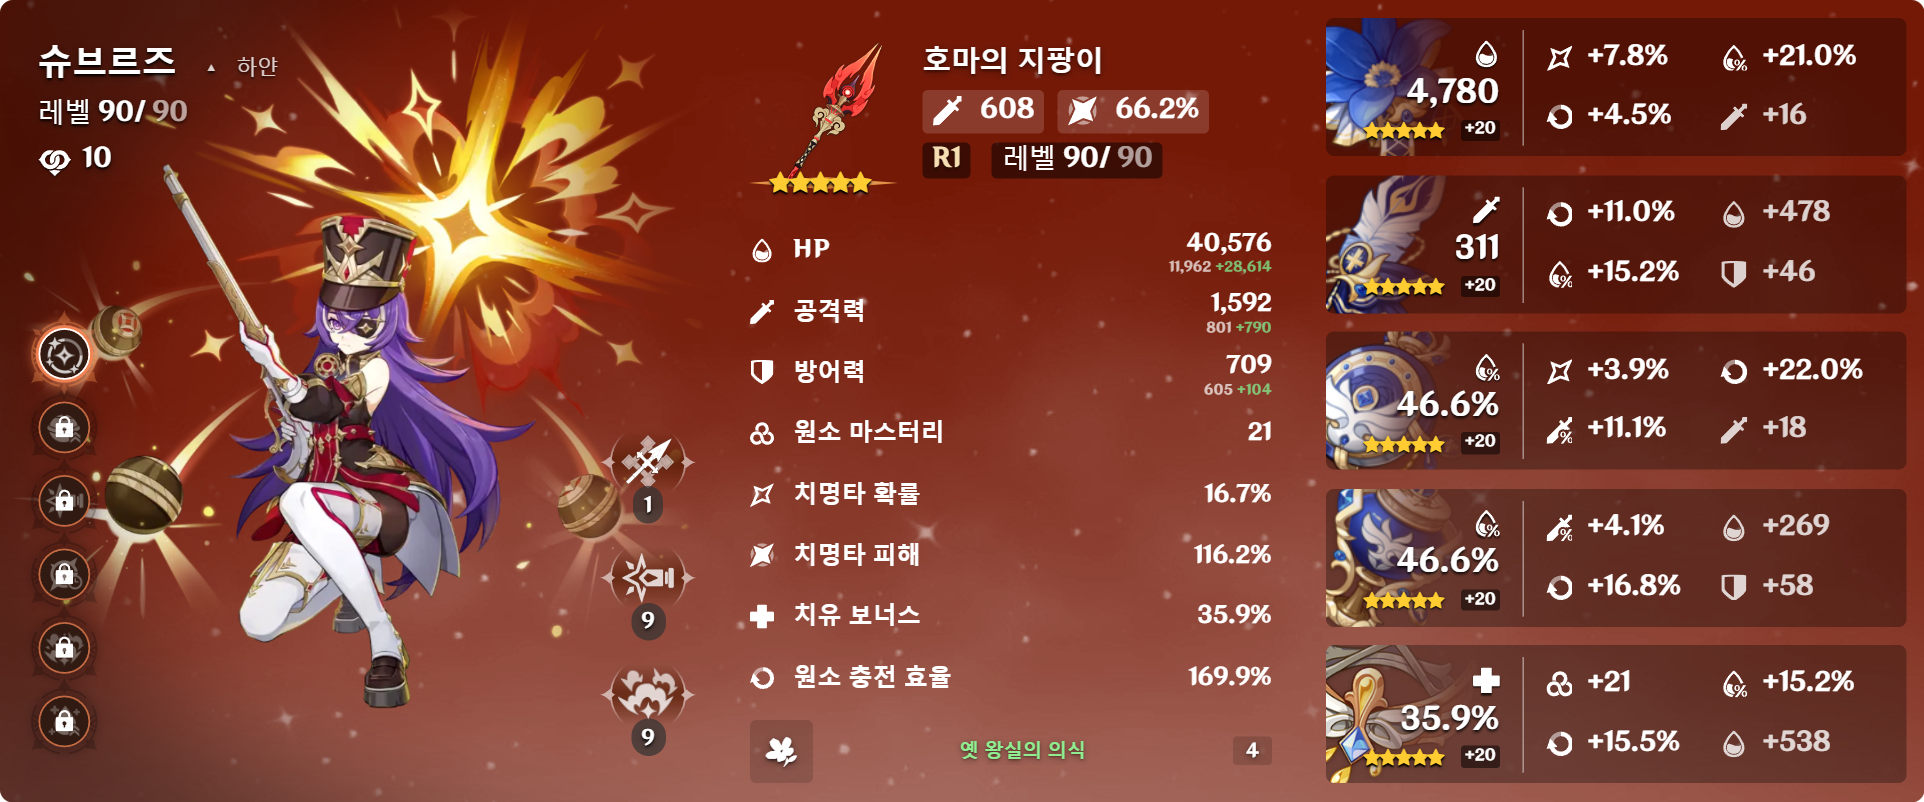 슈브르즈 ▲ 하얀
레벨 90/ 90
10
1
9
9
호마의 지팡이
608 66.2%
R1 레벨 90/ 90
HP 40,576
11,962 +28,614
공격력 1,592
801 +790
방어력 709
605 +104
원소 마스터리 21
치명타 확률 16.7%
치명타 피해 116.2%
치유 보너스 35.9%
원소 충전 효율 169.9%
옛 왕실의 의식 4
4,780
+20
+7.8% +21.0%
+4.5% +16
311
+20
+11.0% +478
+15.2% +46
46.6%
+20
+3.9% +22.0%
+11.1% +18
46.6%
+20
+4.1% +269
+16.8% +58
35.9%
+20
+21 +15.2%
+15.5% +538